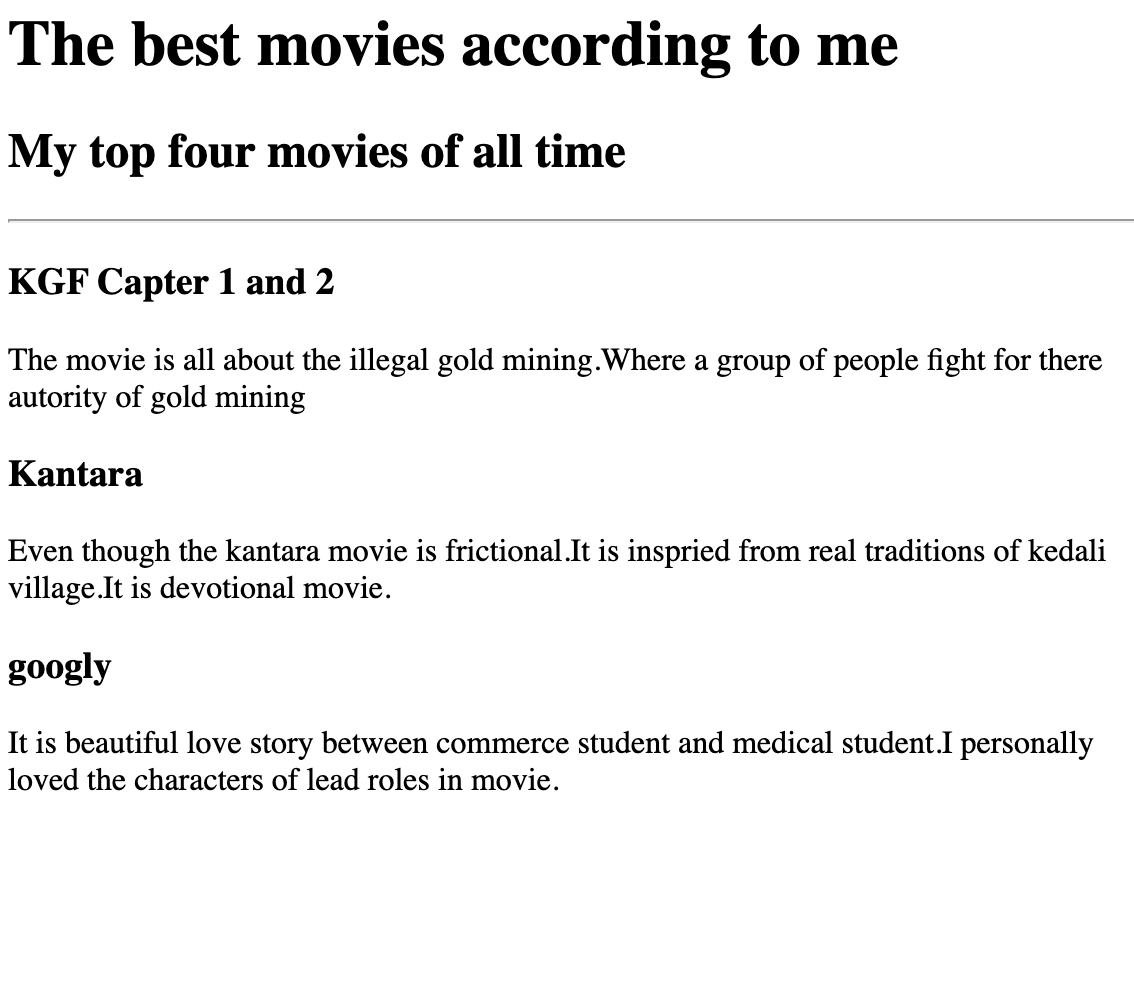 The best movies according to me
My top four movies of all time
KGF Capter 1 and 2
The movie is all about the illegal gold mining.Where a group of people fight for there
autority of gold mining
Kantara
Even though the kantara movie is frictional.It is inspried from real traditions of kedali
village.It is devotional movie.
googly
It is beautiful love story between commerce student and medical student.I personally
loved the characters of lead roles in movie.